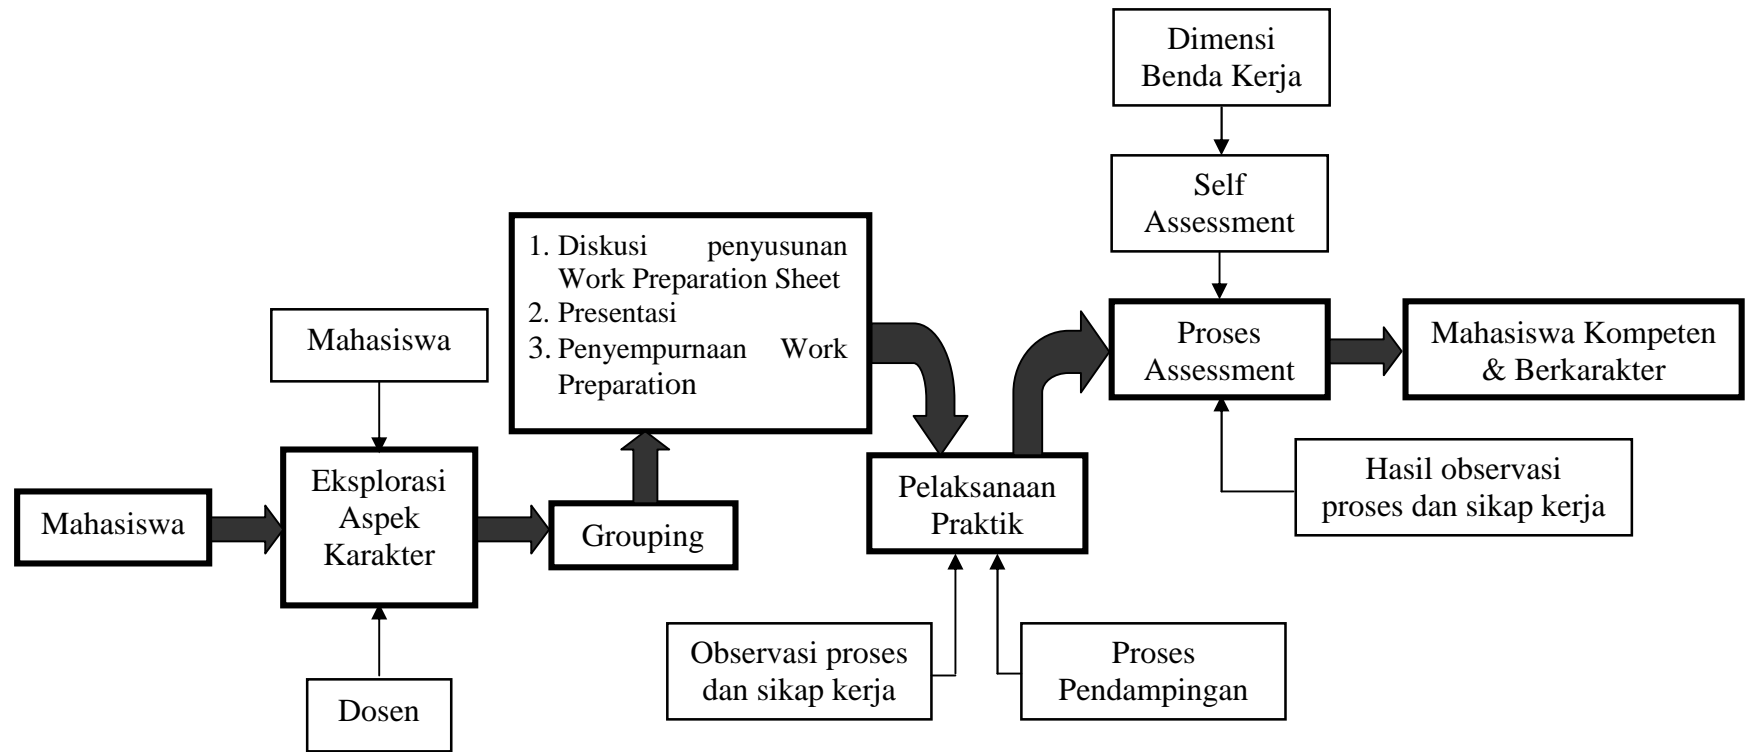 Dimensi
Benda Kerja
Self
Assessment
1. Diskusi penyusunan
Work Preparation Sheet
2. Presentasi
3. Penyempurnaan Work
Preparation
Mahasiswa
Proses
Assessment
Mahasiswa Kompeten
& Berkarakter
Mahasiswa
Eksplorasi
Aspek
Karakter
Grouping
Pelaksanaan
Praktik
Hasil observasi
proses dan sikap kerja
Dosen
Observasi proses
dan sikap kerja
Proses
Pendampingan